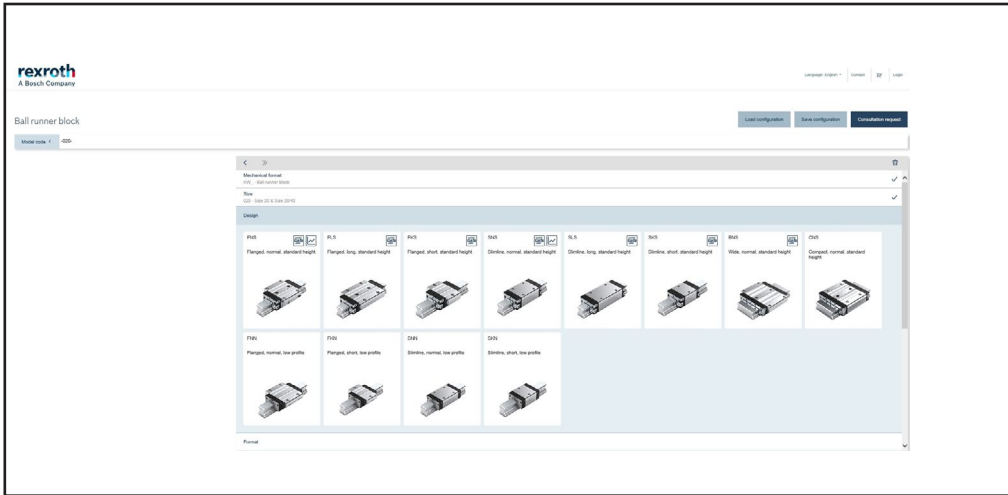 rexroth
A Bosch Company
Language: English
Contact
Login
Ball runner block
Load configuration
Save configuration
Consultation request
Model code
-020-
Mechanical format
Ball runner block
Size
020 - Size 20 & Size 20/40
Design
FNS
FLS
FKS
SNS
SLS
SKS
BNS
CNS
Flanged, normal, standard height
Flanged, long, standard height
Flanged, short, standard height
Slimline, normal, standard height
Slimline, long, standard height
Slimline, short, standard height
Wide, normal, standard height
Compact, normal, standard
height
FNN
FKN
SNN
SKN
Flanged, normal, low profile
Flanged, short, low profile
Slimline, normal, low profile
Slimline, short, low profile
Format